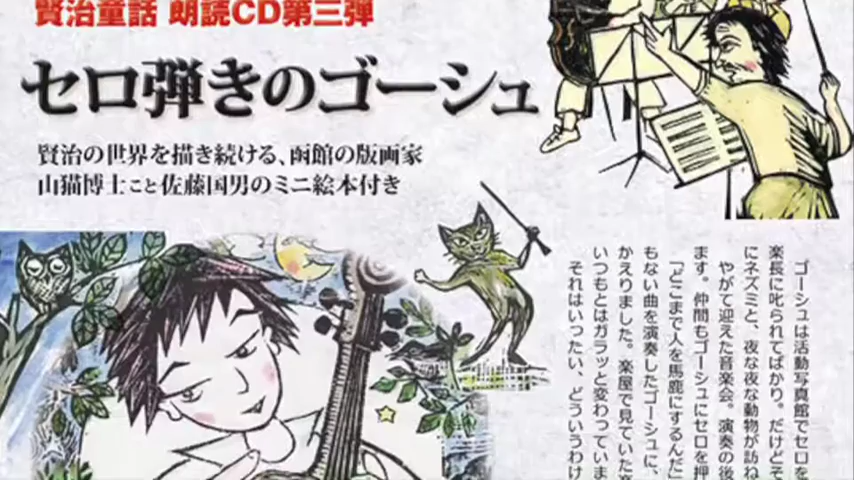 賢治童話 朗読CD第三弾
セロ弾きのゴーシュ
賢治の世界を描き続ける、函館の版画家
山猫博士こと佐藤国男のミニ絵本付き
ゴーシュは活動写真館でセロを
楽長に叱られてばかり。だけどそ
にネズミと、夜な夜な動物が訪ね
やがて迎えた音楽会。演奏の後
ます。仲間もゴーシュにセロを押
「どこまで人を馬鹿にするんだ」
もない曲を演奏したゴーシュに、
かえりました。楽屋で見ていた
いつもとはガラッと変わっていま
それはいったい、どういうわけ